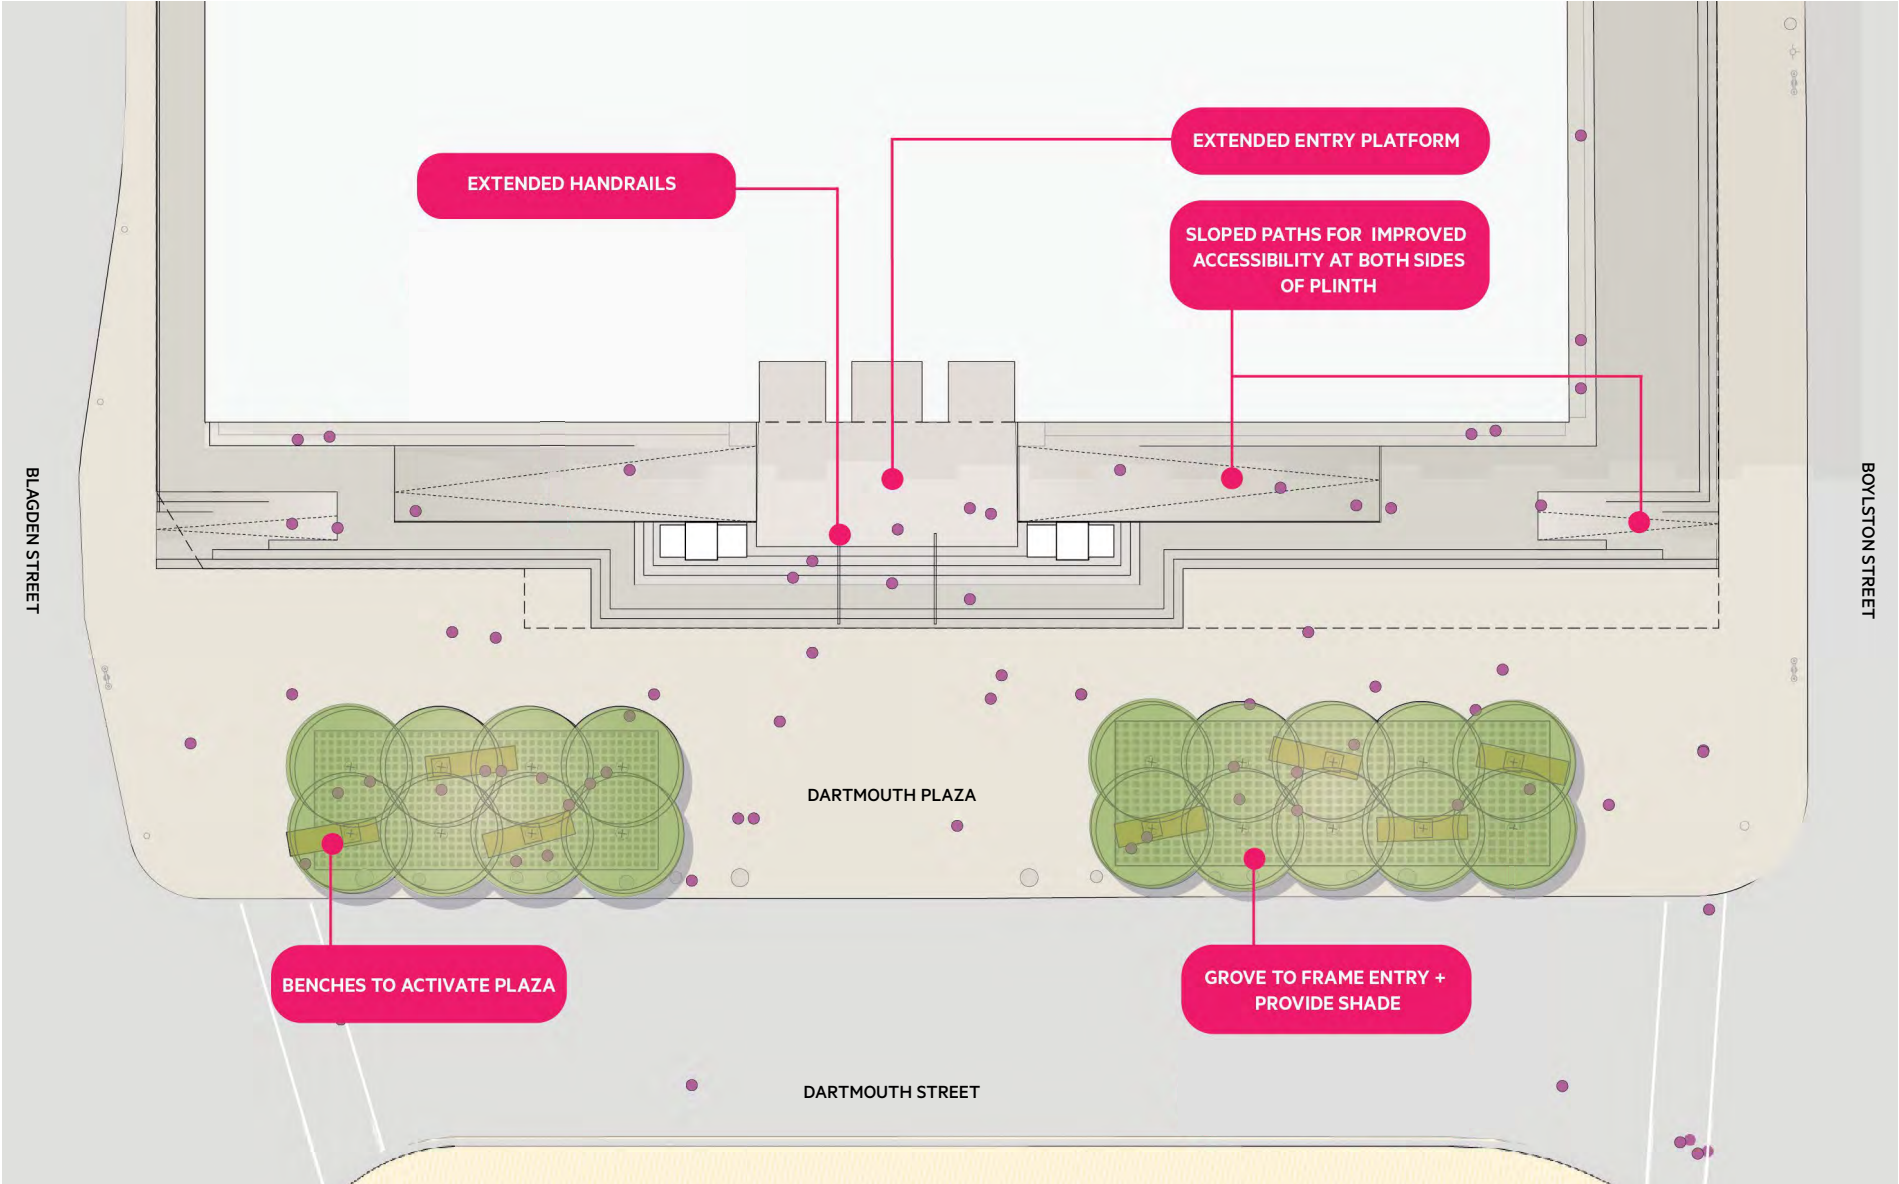 EXTENDED ENTRY PLATFORM
EXTENDED HANDRAILS
SLOPED PATHS FOR IMPROVED
ACCESSIBILITY AT BOTH SIDES
OF PLINTH
BLAGDEN STREET
BOYLSTON STREET
DARTMOUTH PLAZA
BENCHES TO ACTIVATE PLAZA
GROVE TO FRAME ENTRY +
PROVIDE SHADE
DARTMOUTH STREET